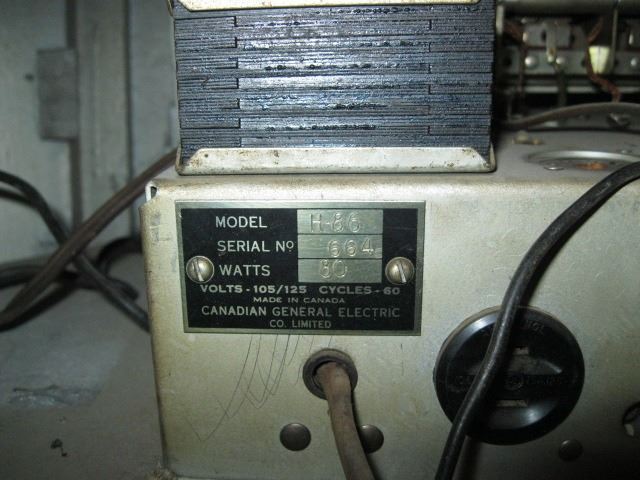 MODEL H-86
SERIAL Nº 664
WATTS 80
VOLTS-105/125 CYCLES-60
MADE IN CANADA
CANADIAN GENERAL ELECTRIC
CO. LIMITED